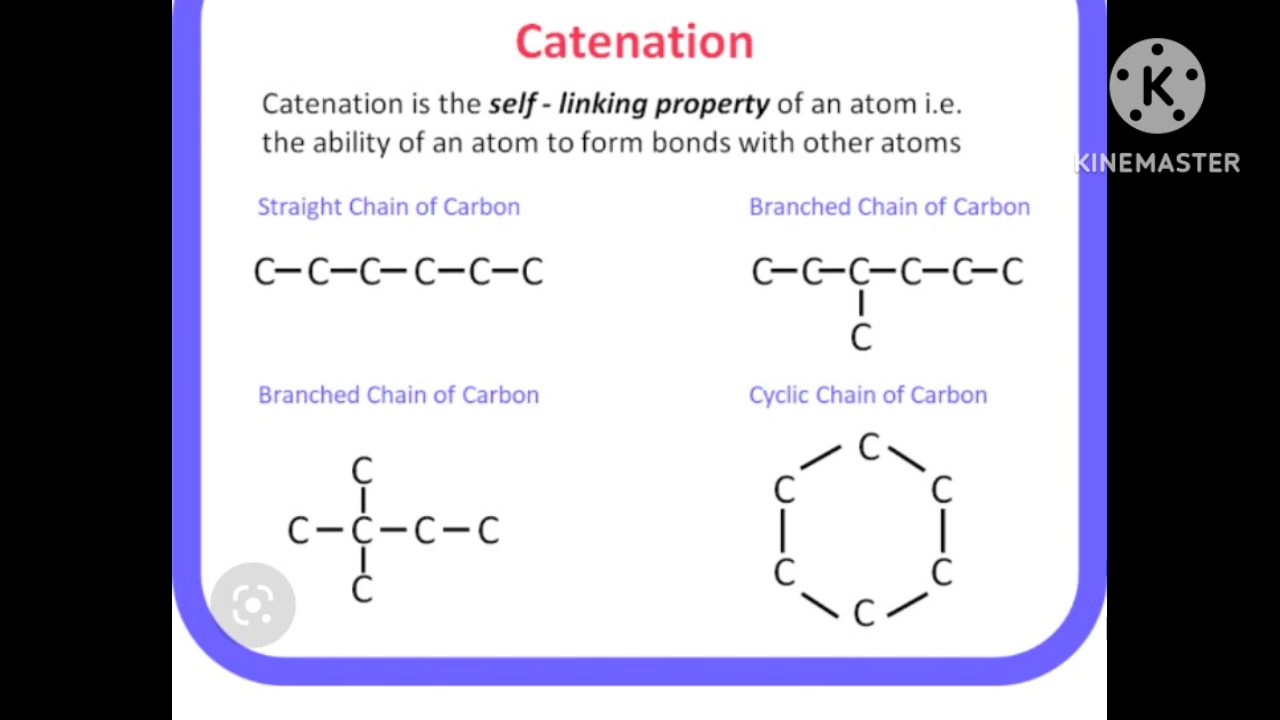 Catenation
K
KINEMASTER
Catenation is the self - linking property of an atom i.e.
the ability of an atom to form bonds with other atoms
Straight Chain of Carbon
C–C–C–C–C–C
Branched Chain of Carbon
C–C–C–C–C–C
C
Branched Chain of Carbon
C
C–C–C–C
C
Cyclic Chain of Carbon
C
C C
C C
C